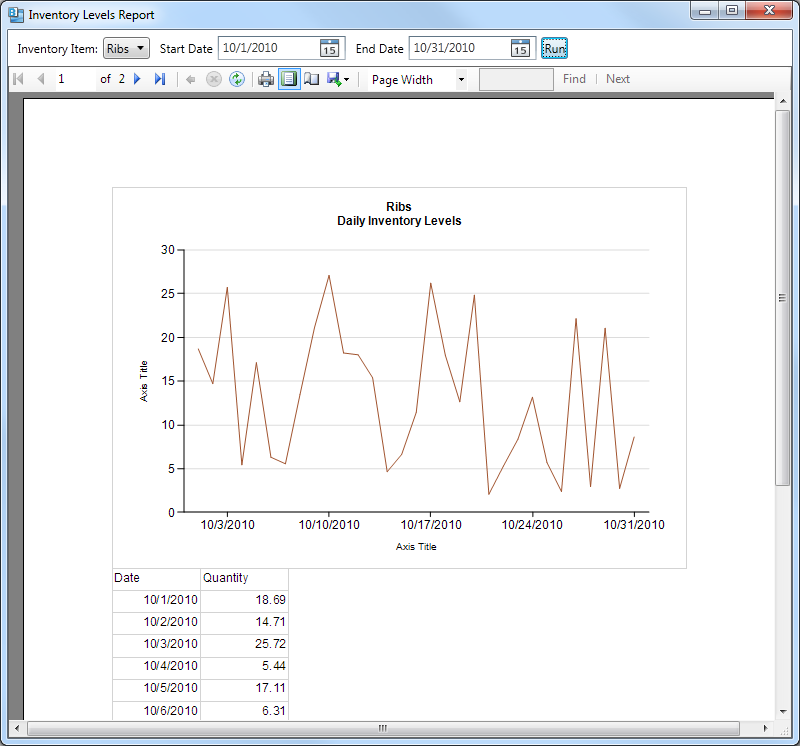 Inventory Levels Report
Inventory Item: Ribs Start Date 10/1/2010 15 End Date 10/31/2010 15 Run
1 of 2 Page Width Find Next
Ribs
Daily Inventory Levels
30
25
20
15
10
5
0
Axis Title
10/3/2010 10/10/2010 10/17/2010 10/24/2010 10/31/2010
Axis Title
Date Quantity
10/1/2010 18.69
10/2/2010 14.71
10/3/2010 25.72
10/4/2010 5.44
10/5/2010 17.11
10/6/2010 6.31